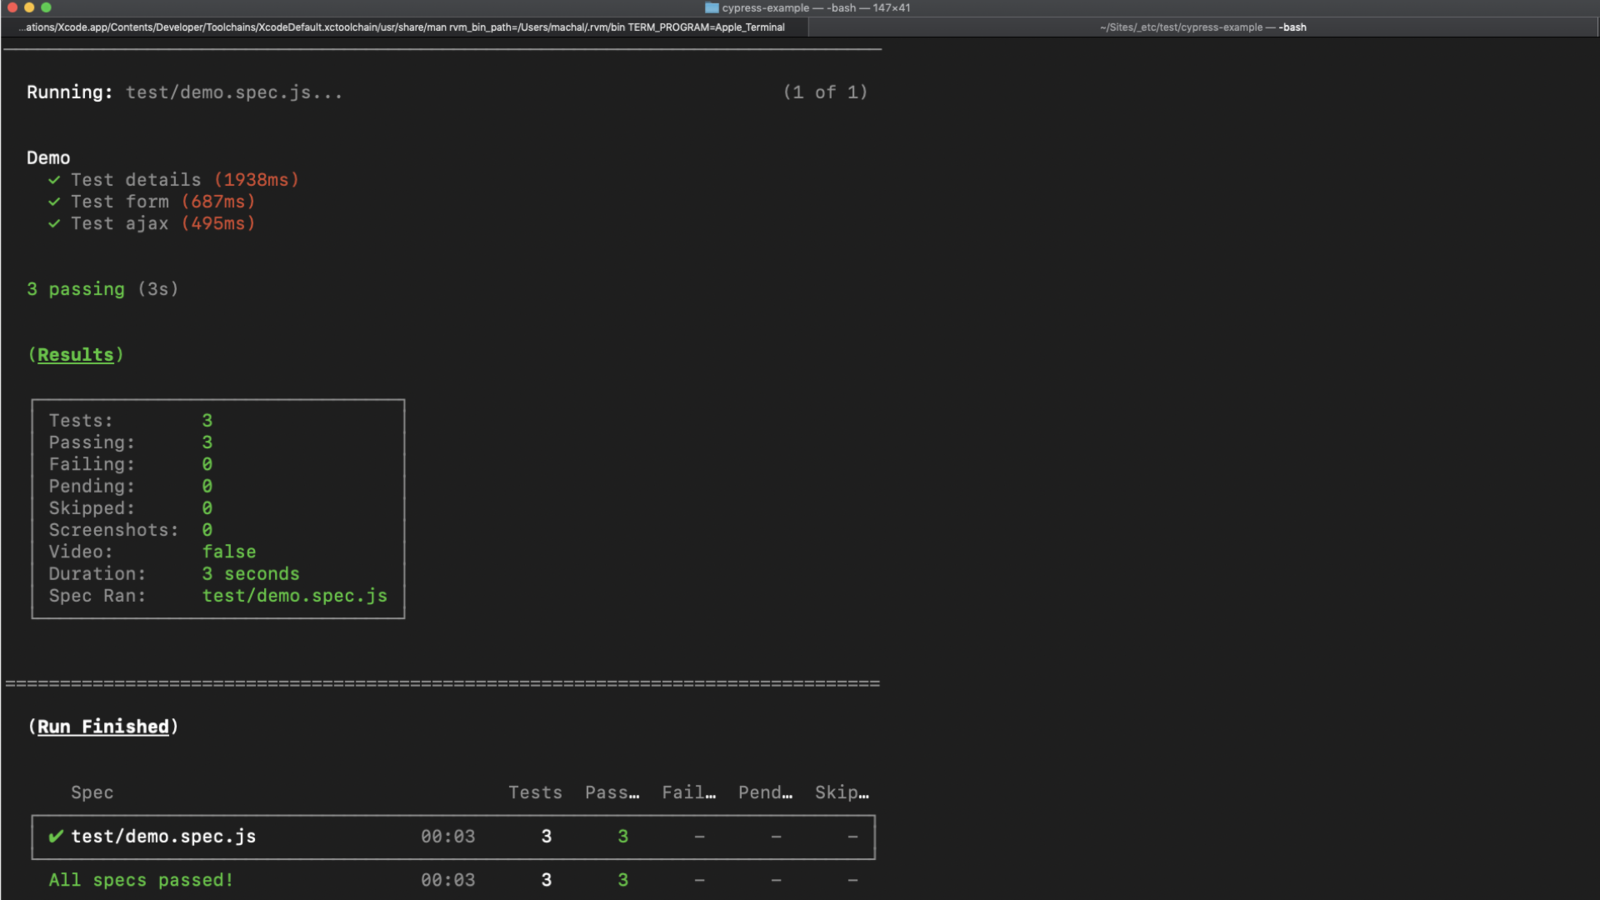 cypress-example — -bash — 147×41
...ations/Xcode.app/Contents/Developer/Toolchains/XcodeDefault.xctoolchain/usr/share/man rvm_bin_path=/Users/machal/.rvm/bin TERM_PROGRAM=Apple_Terminal ~/Sites/_etc/test/cypress-example — -bash
Running: test/demo.spec.js... (1 of 1)
Demo
✓ Test details (1938ms)
✓ Test form (687ms)
✓ Test ajax (495ms)
3 passing (3s)
(Results)
Tests: 3
Passing: 3
Failing: 0
Pending: 0
Skipped: 0
Screenshots: 0
Video: false
Duration: 3 seconds
Spec Ran: test/demo.spec.js
================================================================================
(Run Finished)
Spec Tests Pass… Fail… Pend… Skip…
✔ test/demo.spec.js 00:03 3 3 – – –
All specs passed! 00:03 3 3 – – –